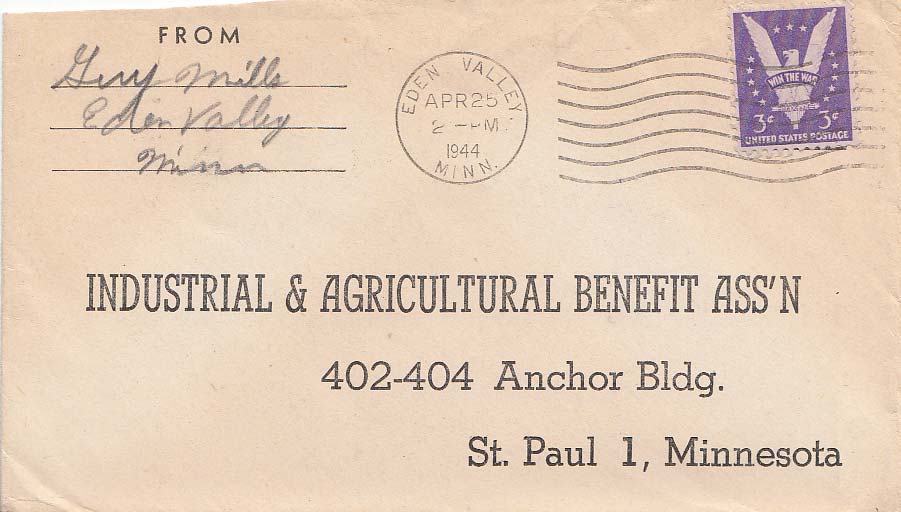 FROM
Guy Mills
Eden Valley
Minn
EDEN VALLEY
APR 25
2 - PM
1944
MINN.
WIN THE WAR
3¢ 3¢
UNITED STATES POSTAGE
INDUSTRIAL & AGRICULTURAL BENEFIT ASS'N
402-404 Anchor Bldg.
St. Paul 1, Minnesota